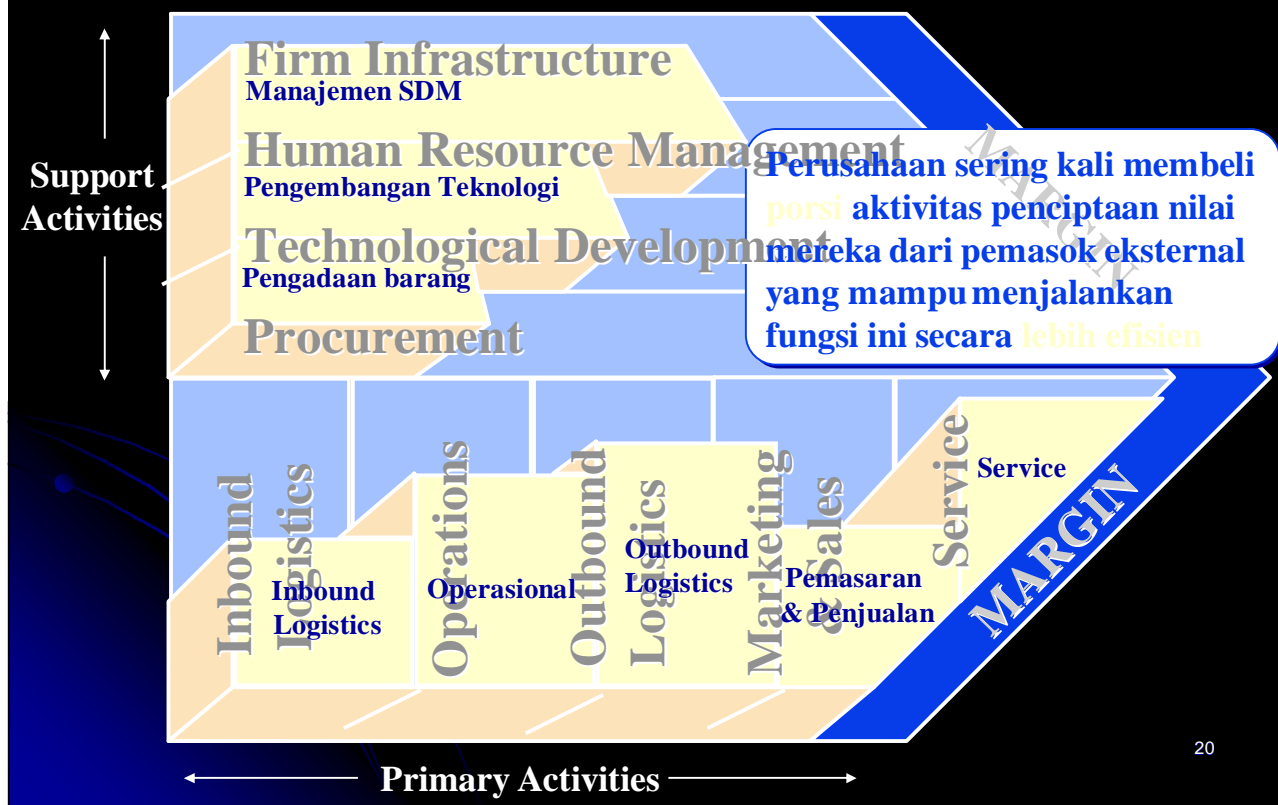 Firm Infrastructure
Manajemen SDM
Human Resource Management
Pengembangan Teknologi
Technological Development
Pengadaan barang
Procurement
Support
Activities
MARGIN
Perusahaan sering kali membeli
porsi aktivitas penciptaan nilai
mereka dari pemasok eksternal
yang mampu menjalankan
fungsi ini secara lebih efisien
Inbound
Logistics
Inbound
Logistics
Operations
Operasional
Outbound
Logistics
Outbound
Logistics
Marketing
& Sales
Pemasaran
& Penjualan
Service
Service
MARGIN
Primary Activities
20